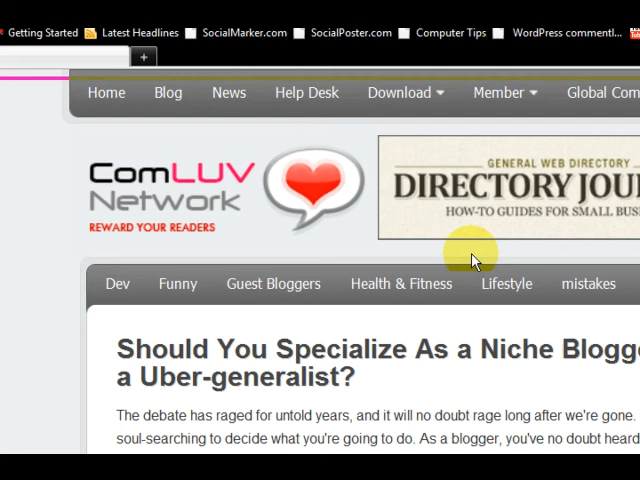 Getting Started Latest Headlines SocialMarker.com SocialPoster.com Computer Tips WordPress commentl...
+
Home Blog News Help Desk Download Member Global Com
ComLUV
Network
REWARD YOUR READERS
GENERAL WEB DIRECTORY
DIRECTORY JOU
HOW-TO GUIDES FOR SMALL BUS
Dev Funny Guest Bloggers Health & Fitness Lifestyle mistakes
Should You Specialize As a Niche Blogge
a Uber-generalist?
The debate has raged for untold years, and it will no doubt rage long after we're gone.
soul-searching to decide what you're going to do. As a blogger, you've no doubt heard